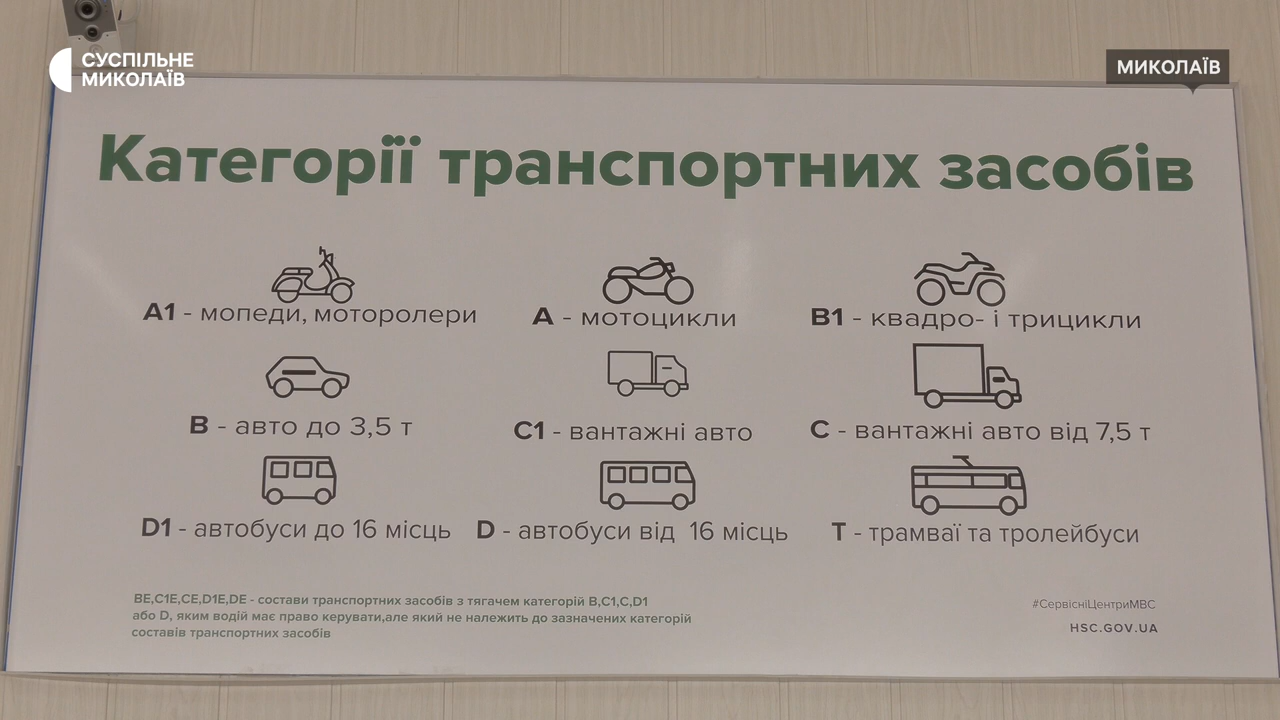 СУСПІЛЬНЕ
МИКОЛАЇВ
МИКОЛАЇВ
Категорії транспортних засобів
A1 - мопеди, моторолери
A - мотоцикли
B1 - квадро- і трицикли
B - авто до 3,5 т
C1 - вантажні авто
C - вантажні авто від 7,5 т
D1 - автобуси до 16 місць
D - автобуси від 16 місць
T - трамваї та тролейбуси
BE,C1E,CE,D1E,DE - состави транспортних засобів з тягачем категорій B,C1,C,D1
або D, яким водій має право керувати,але який не належить до зазначених категорій
составів транспортних засобів
#СервісніЦентриМВС
HSC.GOV.UA